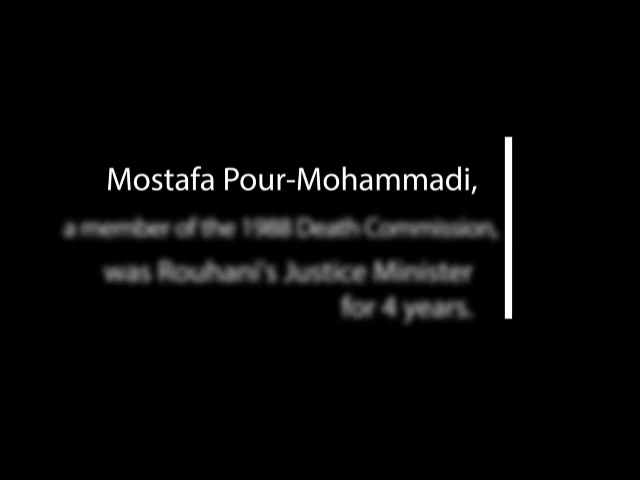 Mostafa Pour-Mohammadi,
a member of the 1988 Death Commission,
was Rouhani's Justice Minister
for 4 years.